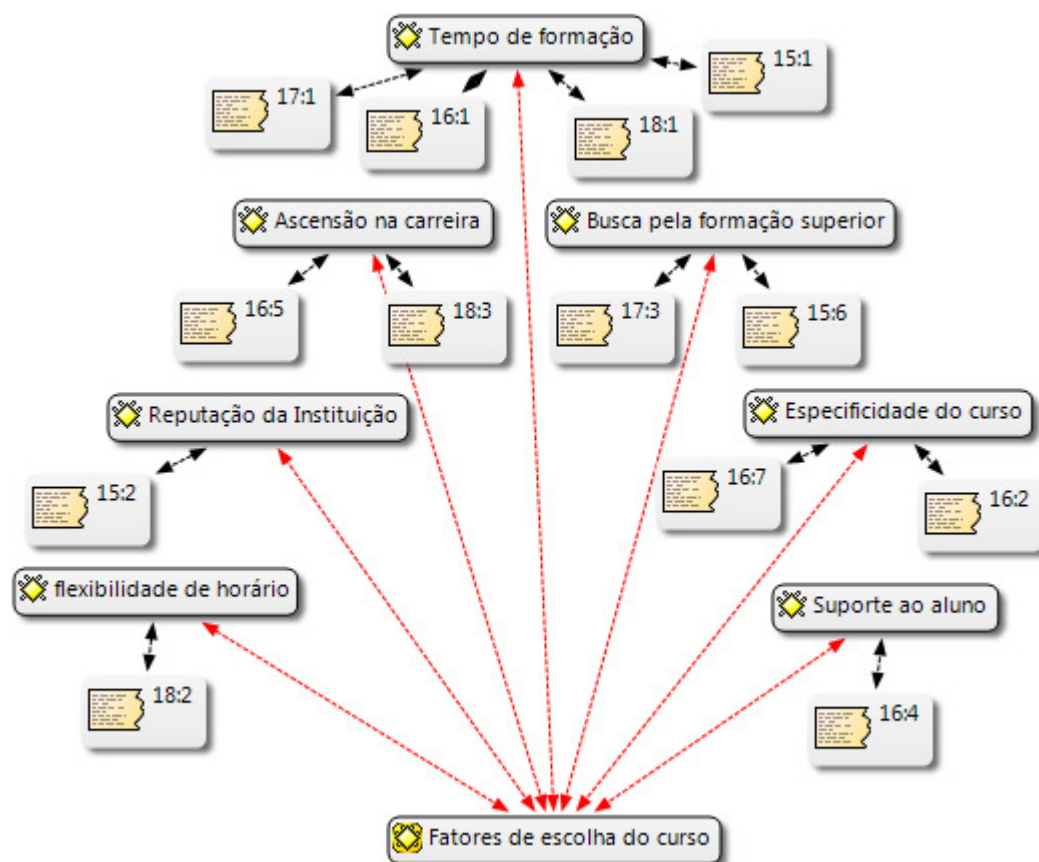 Tempo de formação
15:1
17:1
16:1
18:1
Ascensão na carreira
Busca pela formação superior
16:5
18:3
17:3
15:6
Reputação da Instituição
Especificidade do curso
15:2
16:7
16:2
flexibilidade de horário
Suporte ao aluno
18:2
16:4
Fatores de escolha do curso